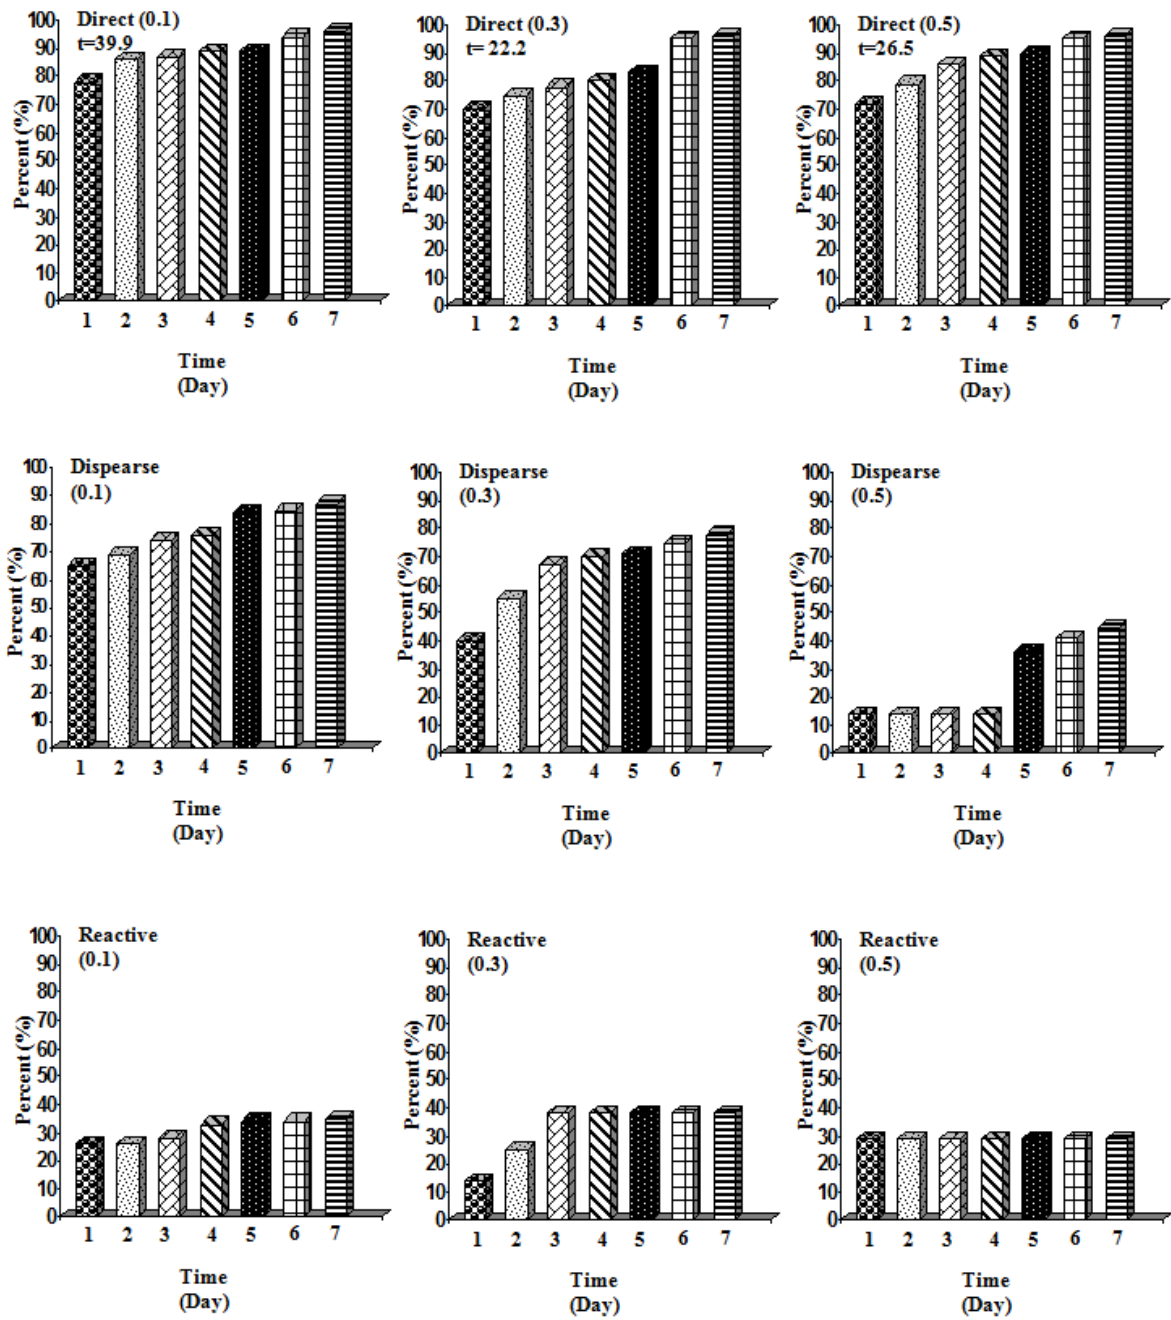 Direct (0.1)
t=39.9
100
90
80
70
60
50
40
30
20
10
0
Percent (%)
1 2 3 4 5 6 7
Time
(Day)
Direct (0.3)
t= 22.2
100
90
80
70
60
50
40
30
20
10
0
Percent (%)
1 2 3 4 5 6 7
Time
(Day)
Direct (0.5)
t=26.5
100
90
80
70
60
50
40
30
20
10
0
Percent (%)
1 2 3 4 5 6 7
Time
(Day)
Dispearse
(0.1)
100
90
80
70
60
50
40
30
20
10
0
Percent (%)
1 2 3 4 5 6 7
Time
(Day)
Dispearse
(0.3)
100
90
80
70
60
50
40
30
20
10
0
Percent (%)
1 2 3 4 5 6 7
Time
(Day)
Dispearse
(0.5)
100
90
80
70
60
50
40
30
20
10
0
Percent (%)
1 2 3 4 5 6 7
Time
(Day)
Reactive
(0.1)
100
90
80
70
60
50
40
30
20
10
0
Percent (%)
1 2 3 4 5 6 7
Time
(Day)
Reactive
(0.3)
100
90
80
70
60
50
40
30
20
10
0
Percent (%)
1 2 3 4 5 6 7
Time
(Day)
Reactive
(0.5)
100
90
80
70
60
50
40
30
20
10
0
Percent (%)
1 2 3 4 5 6 7
Time
(Day)